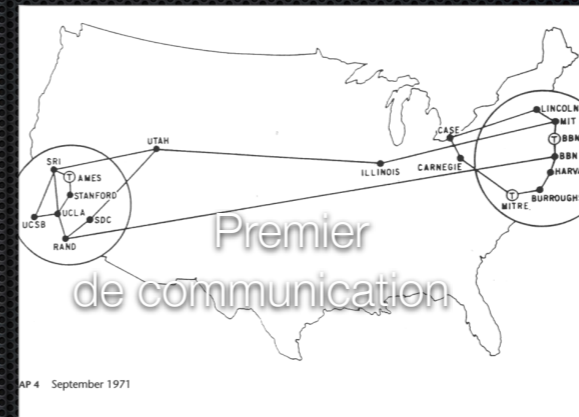 LINCOLN
MIT
CASE
BBN
UTAH
BBN
SRI
ILLINOIS
CARNEGIE
T AMES
HARVA
STANFORD
T
BURROUGH
MITRE
UCLA
SDC
UCSB
RAND
Premier
de communication
AP 4 September 1971